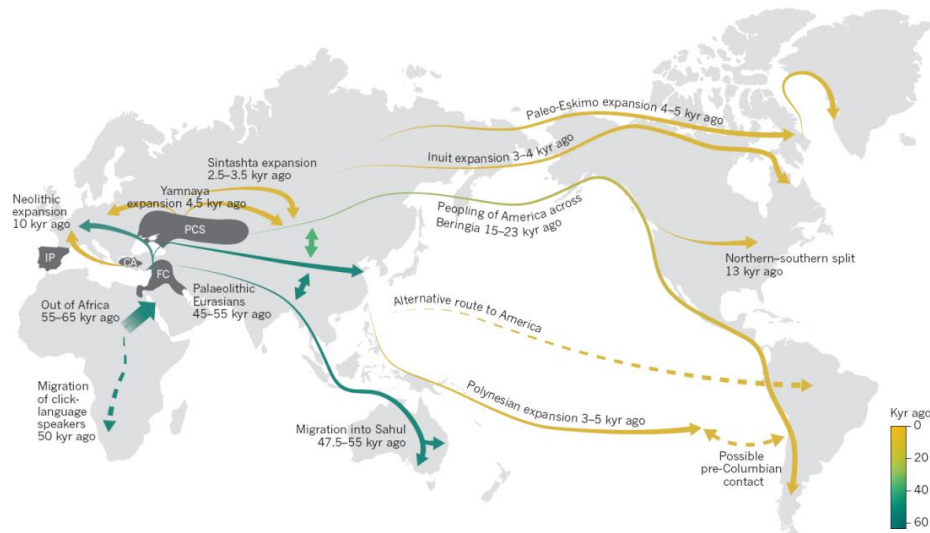 Paleo-Eskimo expansion 4–5 kyr ago
Inuit expansion 3–4 kyr ago
Sintashta expansion
2.5–3.5 kyr ago
Yamnaya
expansion 4.5 kyr ago
Neolithic
expansion
10 kyr ago
PCS
Peopling of America across
Beringia 15–23 kyr ago
IP
CA
FC
Northern–southern split
13 kyr ago
Out of Africa
55–65 kyr ago
Palaeolithic
Eurasians
45–55 kyr ago
Alternative route to America
Migration
of click-
language
speakers
50 kyr ago
Polynesian expansion 3–5 kyr ago
Migration into Sahul
47.5–55 kyr ago
Possible
pre-Columbian
contact
Kyr ago
0
20
40
60